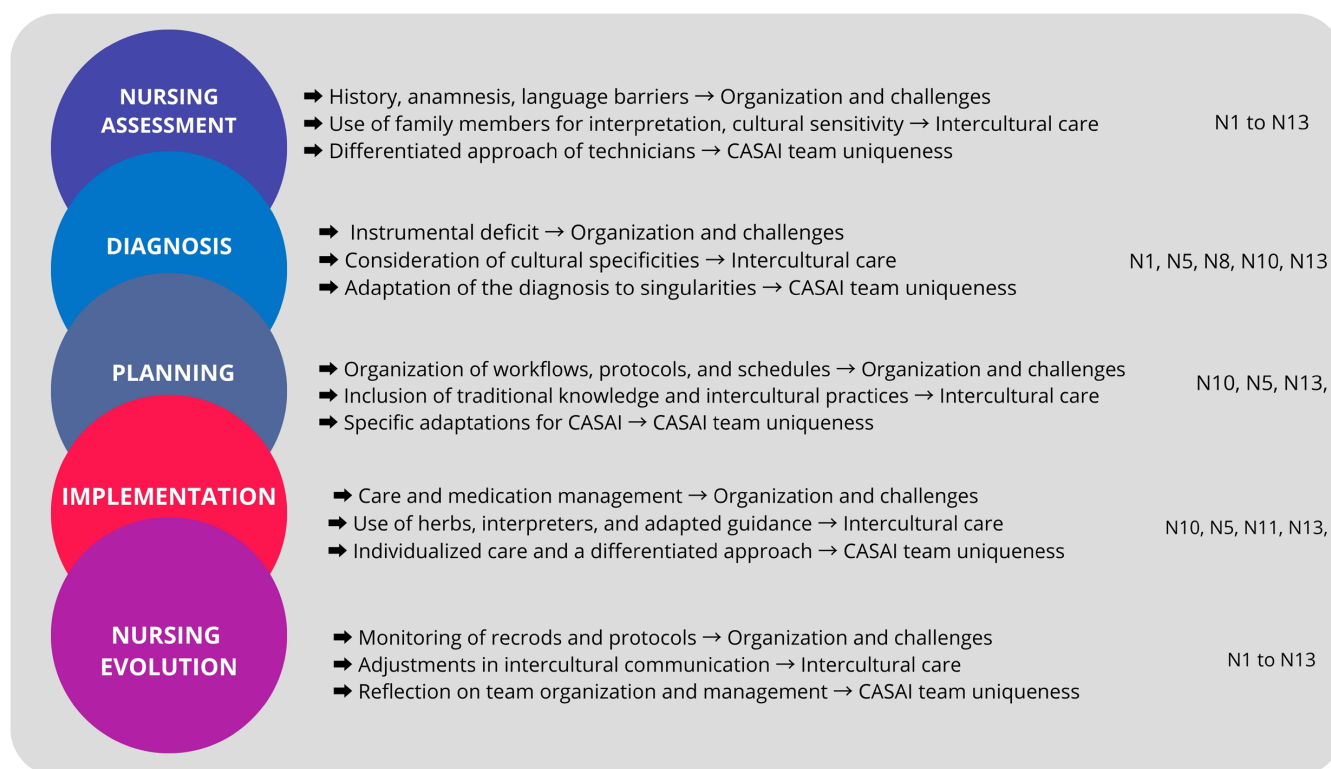 NURSING
ASSESSMENT
➡ History, anamnesis, language barriers → Organization and challenges
➡ Use of family members for interpretation, cultural sensitivity → Intercultural care
➡ Differentiated approach of technicians → CASAI team uniqueness
N1 to N13
DIAGNOSIS
➡ Instrumental deficit → Organization and challenges
➡ Consideration of cultural specificities → Intercultural care
➡ Adaptation of the diagnosis to singularities → CASAI team uniqueness
N1, N5, N8, N10, N13
PLANNING
➡ Organization of workflows, protocols, and schedules → Organization and challenges
➡ Inclusion of traditional knowledge and intercultural practices → Intercultural care
➡ Specific adaptations for CASAI → CASAI team uniqueness
N10, N5, N13,
IMPLEMENTATION
➡ Care and medication management → Organization and challenges
➡ Use of herbs, interpreters, and adapted guidance → Intercultural care
➡ Individualized care and a differentiated approach → CASAI team uniqueness
N10, N5, N11, N13,
NURSING
EVOLUTION
➡ Monitoring of recrods and protocols → Organization and challenges
➡ Adjustments in intercultural communication → Intercultural care
➡ Reflection on team organization and management → CASAI team uniqueness
N1 to N13